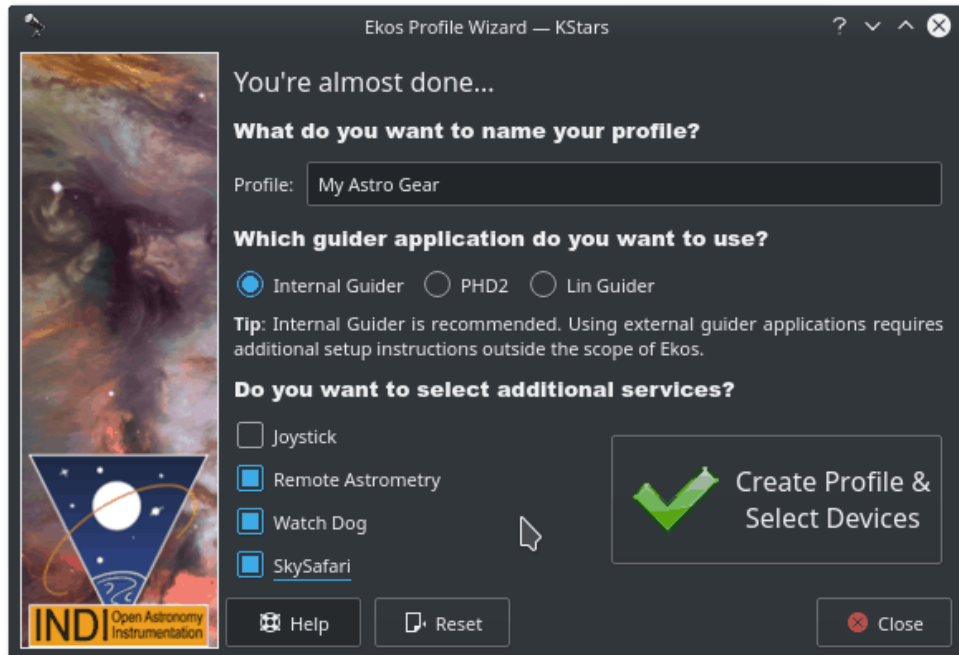 Ekos Profile Wizard — KStars
?
You're almost done...
What do you want to name your profile?
Profile: My Astro Gear
Which guider application do you want to use?
Internal Guider PHD2 Lin Guider
Tip: Internal Guider is recommended. Using external guider applications requires
additional setup instructions outside the scope of Ekos.
Do you want to select additional services?
Joystick
Remote Astrometry
Watch Dog
SkySafari
Create Profile &
Select Devices
INDI Open Astronomy
Instrumentation
Help Reset Close